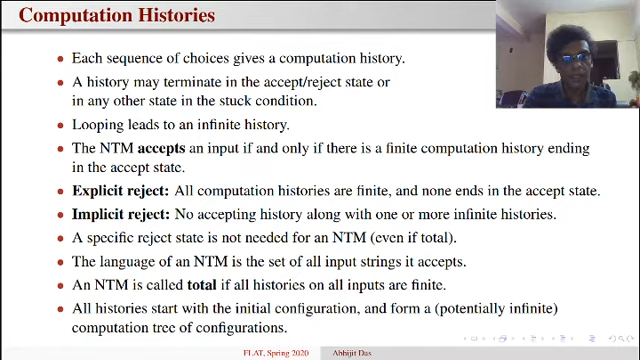 Computation Histories
Each sequence of choices gives a computation history.
A history may terminate in the accept/reject state or
in any other state in the stuck condition.
Looping leads to an infinite history.
The NTM accepts an input if and only if there is a finite computation history ending
in the accept state.
Explicit reject: All computation histories are finite, and none ends in the accept state.
Implicit reject: No accepting history along with one or more infinite histories.
A specific reject state is not needed for an NTM (even if total).
The language of an NTM is the set of all input strings it accepts.
An NTM is called total if all histories on all inputs are finite.
All histories start with the initial configuration, and form a (potentially infinite)
computation tree of configurations.
FLAT, Spring 2020 Abhijit Das